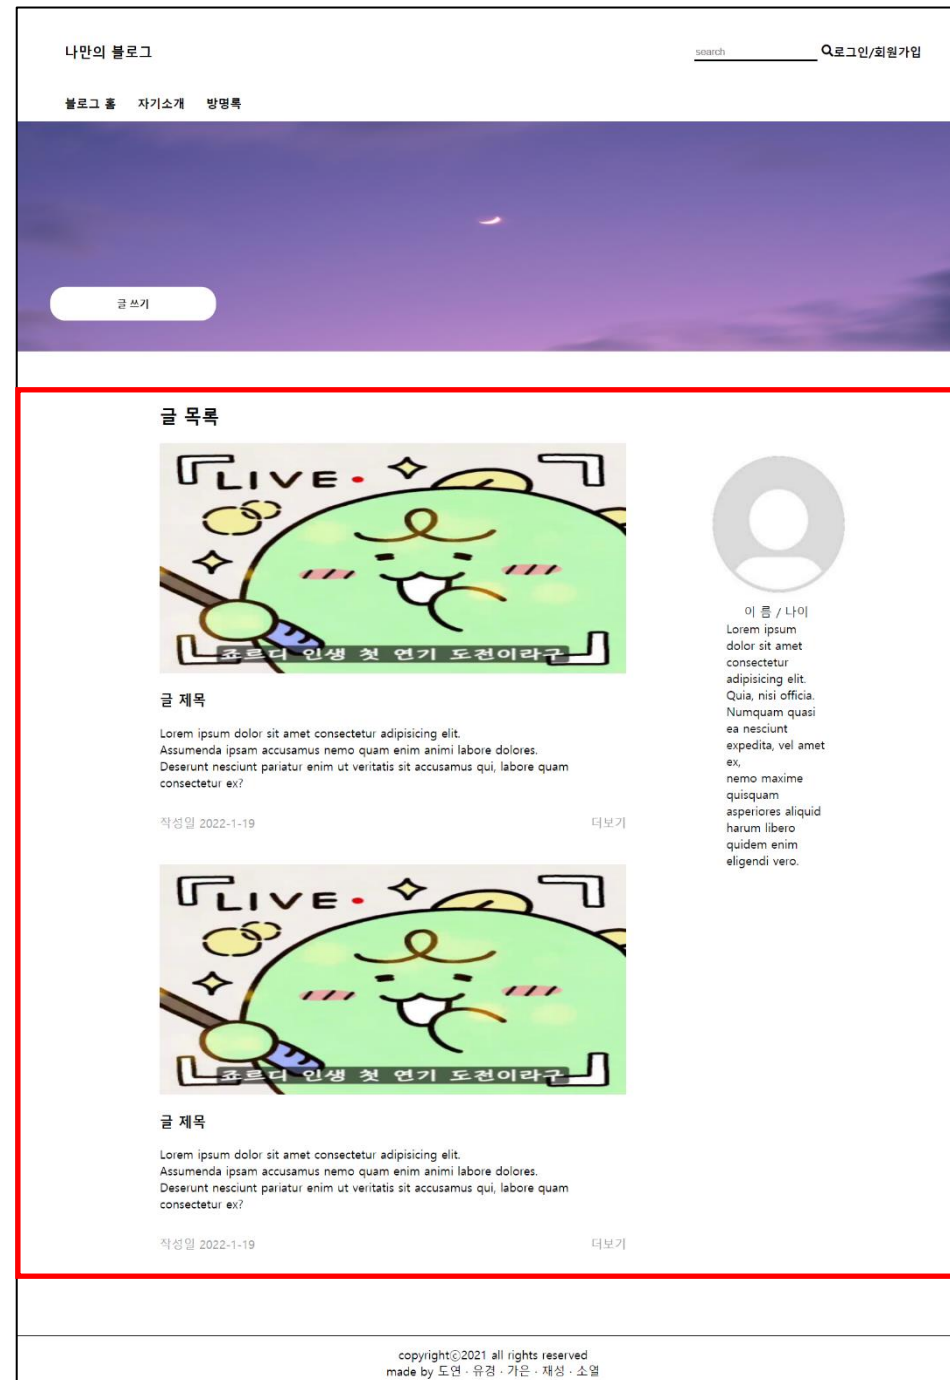 나만의 블로그
search
로그인/회원가입
블로그 홈 자기소개 방명록
글 쓰기
글 목록
LIVE
죠르디 인생 첫 연기 도전이라구
글 제목
Lorem ipsum dolor sit amet consectetur adipisicing elit.
Assumenda ipsam accusamus nemo quam enim animi labore dolores.
Deserunt nesciunt pariatur enim ut veritatis sit accusamus qui, labore quam
consectetur ex?
작성일 2022-1-19 더보기
LIVE
죠르디 인생 첫 연기 도전이라구
글 제목
Lorem ipsum dolor sit amet consectetur adipisicing elit.
Assumenda ipsam accusamus nemo quam enim animi labore dolores.
Deserunt nesciunt pariatur enim ut veritatis sit accusamus qui, labore quam
consectetur ex?
작성일 2022-1-19 더보기
이 름 / 나이
Lorem ipsum
dolor sit amet
consectetur
adipisicing elit.
Quia, nisi officia.
Numquam quasi
ea nesciunt
expedita, vel amet
ex,
nemo maxime
quisquam
asperiores aliquid
harum libero
quidem enim
eligendi vero.
copyrightⓒ2021 all rights reserved
made by 도연 · 유경 · 가은 · 재성 · 소열